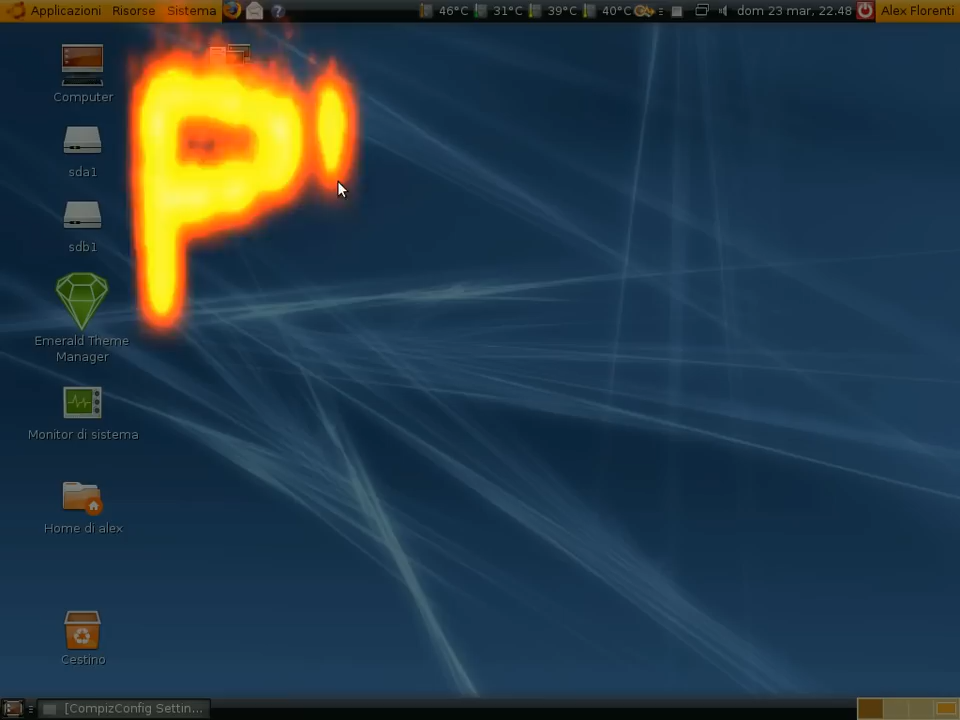 Applicazioni Risorse Sistema 46°C 31°C 39°C 40°C dom 23 mar, 22.48 Alex Florenti
P
Computer
sda1
sdb1
Emerald Theme
Manager
Monitor di sistema
Home di alex
Cestino
[CompizConfig Settin...